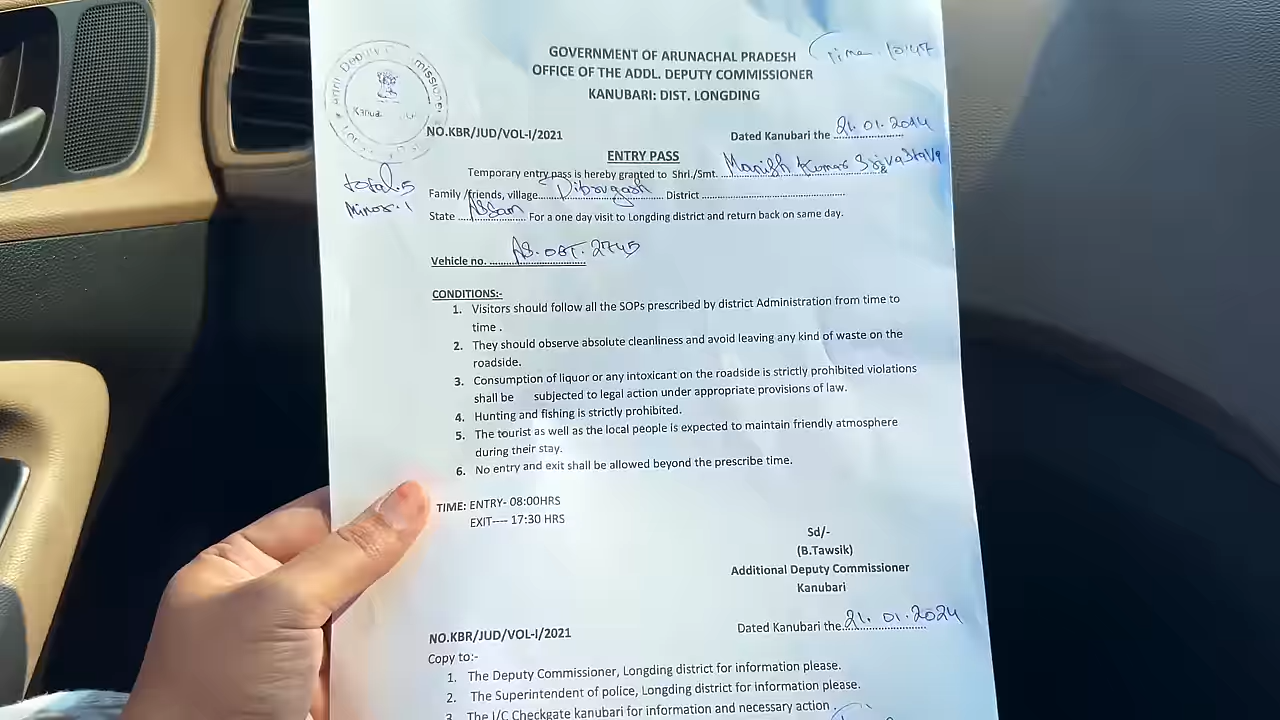 GOVERNMENT OF ARUNACHAL PRADESH
Time. 10:47
OFFICE OF THE ADDL. DEPUTY COMMISSIONER
KANUBARI: DIST. LONGDING
NO.KBR/JUD/VOL-I/2021
Dated Kanubari the 21.01.2024
ENTRY PASS
Temporary entry pass is hereby granted to Shri./Smt. Manish Kumar Srivastava
total. 5
Minor. 1
Family /friends, village Dibrugarh District
State Assam For a one day visit to Longding district and return back on same day.
Vehicle no. AS.06T.2745
CONDITIONS:-
1. Visitors should follow all the SOPs prescribed by district Administration from time to
time .
2. They should observe absolute cleanliness and avoid leaving any kind of waste on the
roadside.
3. Consumption of liquor or any intoxicant on the roadside is strictly prohibited violations
shall be subjected to legal action under appropriate provisions of law.
4. Hunting and fishing is strictly prohibited.
5. The tourist as well as the local people is expected to maintain friendly atmosphere
during their stay.
6. No entry and exit shall be allowed beyond the prescribe time.
TIME: ENTRY- 08:00HRS
EXIT---- 17:30 HRS
Sd/-
(B.Tawsik)
Additional Deputy Commissioner
Kanubari
NO.KBR/JUD/VOL-I/2021
Dated Kanubari the 21.01.2024
Copy to:-
1. The Deputy Commissioner, Longding district for information please.
2. The Superintendent of police, Longding district for information please.
3. The I/C Checkgate kanubari for information and necessary action .